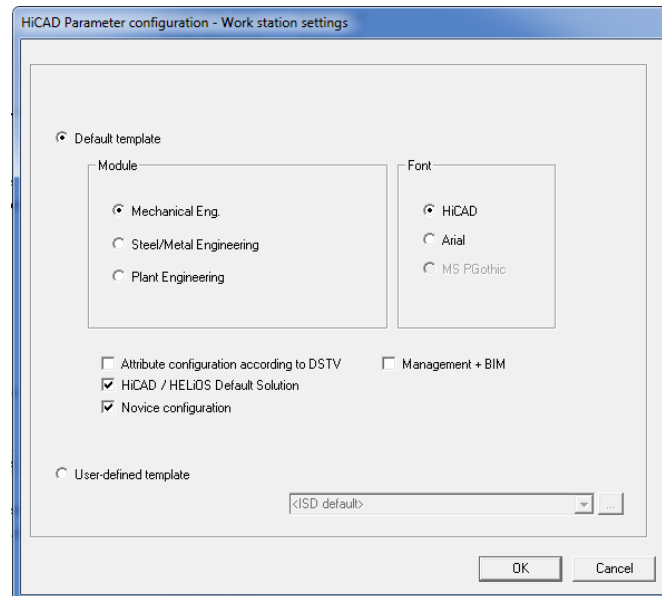 HiCAD Parameter configuration - Work station settings
Default template
Module
Font
Mechanical Eng.
HiCAD
Steel/Metal Engineering
Arial
Plant Engineering
MS PGothic
Attribute configuration according to DSTV
Management + BIM
HiCAD / HELiOS Default Solution
Novice configuration
User-defined template
<ISD default>
...
OK
Cancel